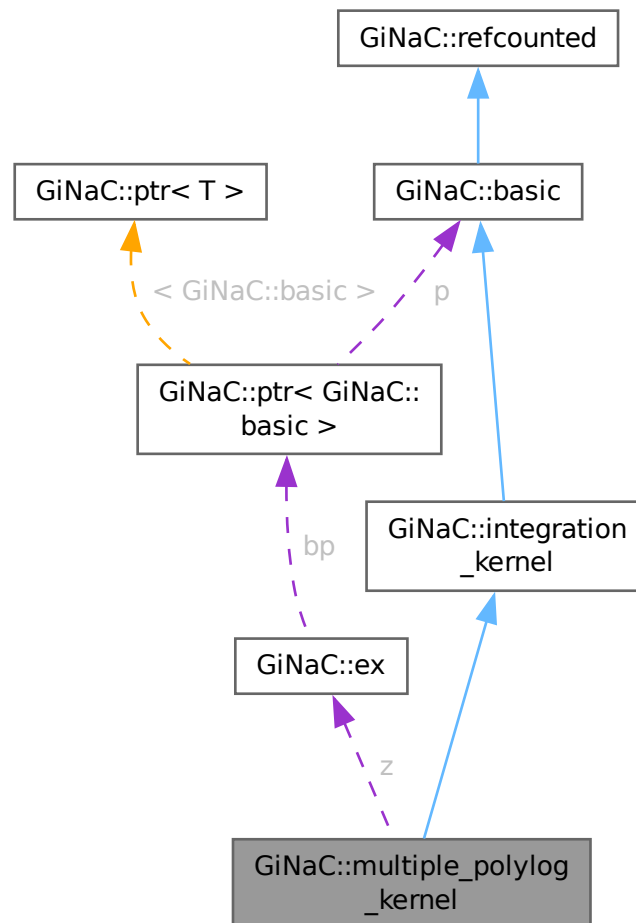 GiNaC::refcounted
GiNaC::ptr< T >
GiNaC::basic
< GiNaC::basic >
p
GiNaC::ptr< GiNaC::
basic >
bp
GiNaC::integration
_kernel
GiNaC::ex
z
GiNaC::multiple_polylog
_kernel